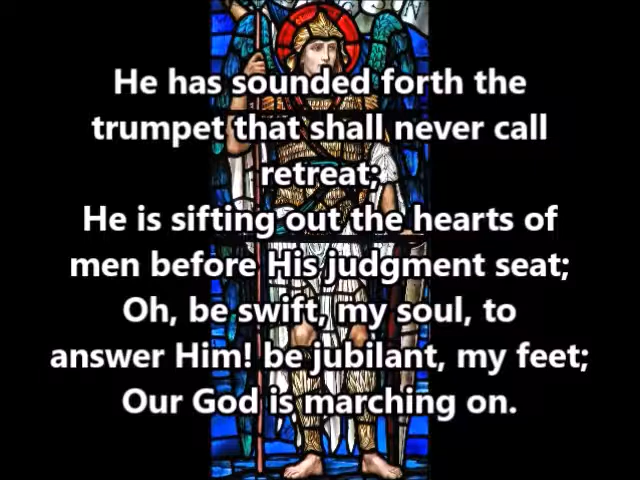 He has sounded forth the
trumpet that shall never call
retreat;
He is sifting out the hearts of
men before His judgment seat;
Oh, be swift, my soul, to
answer Him! be jubilant, my feet;
Our God is marching on.